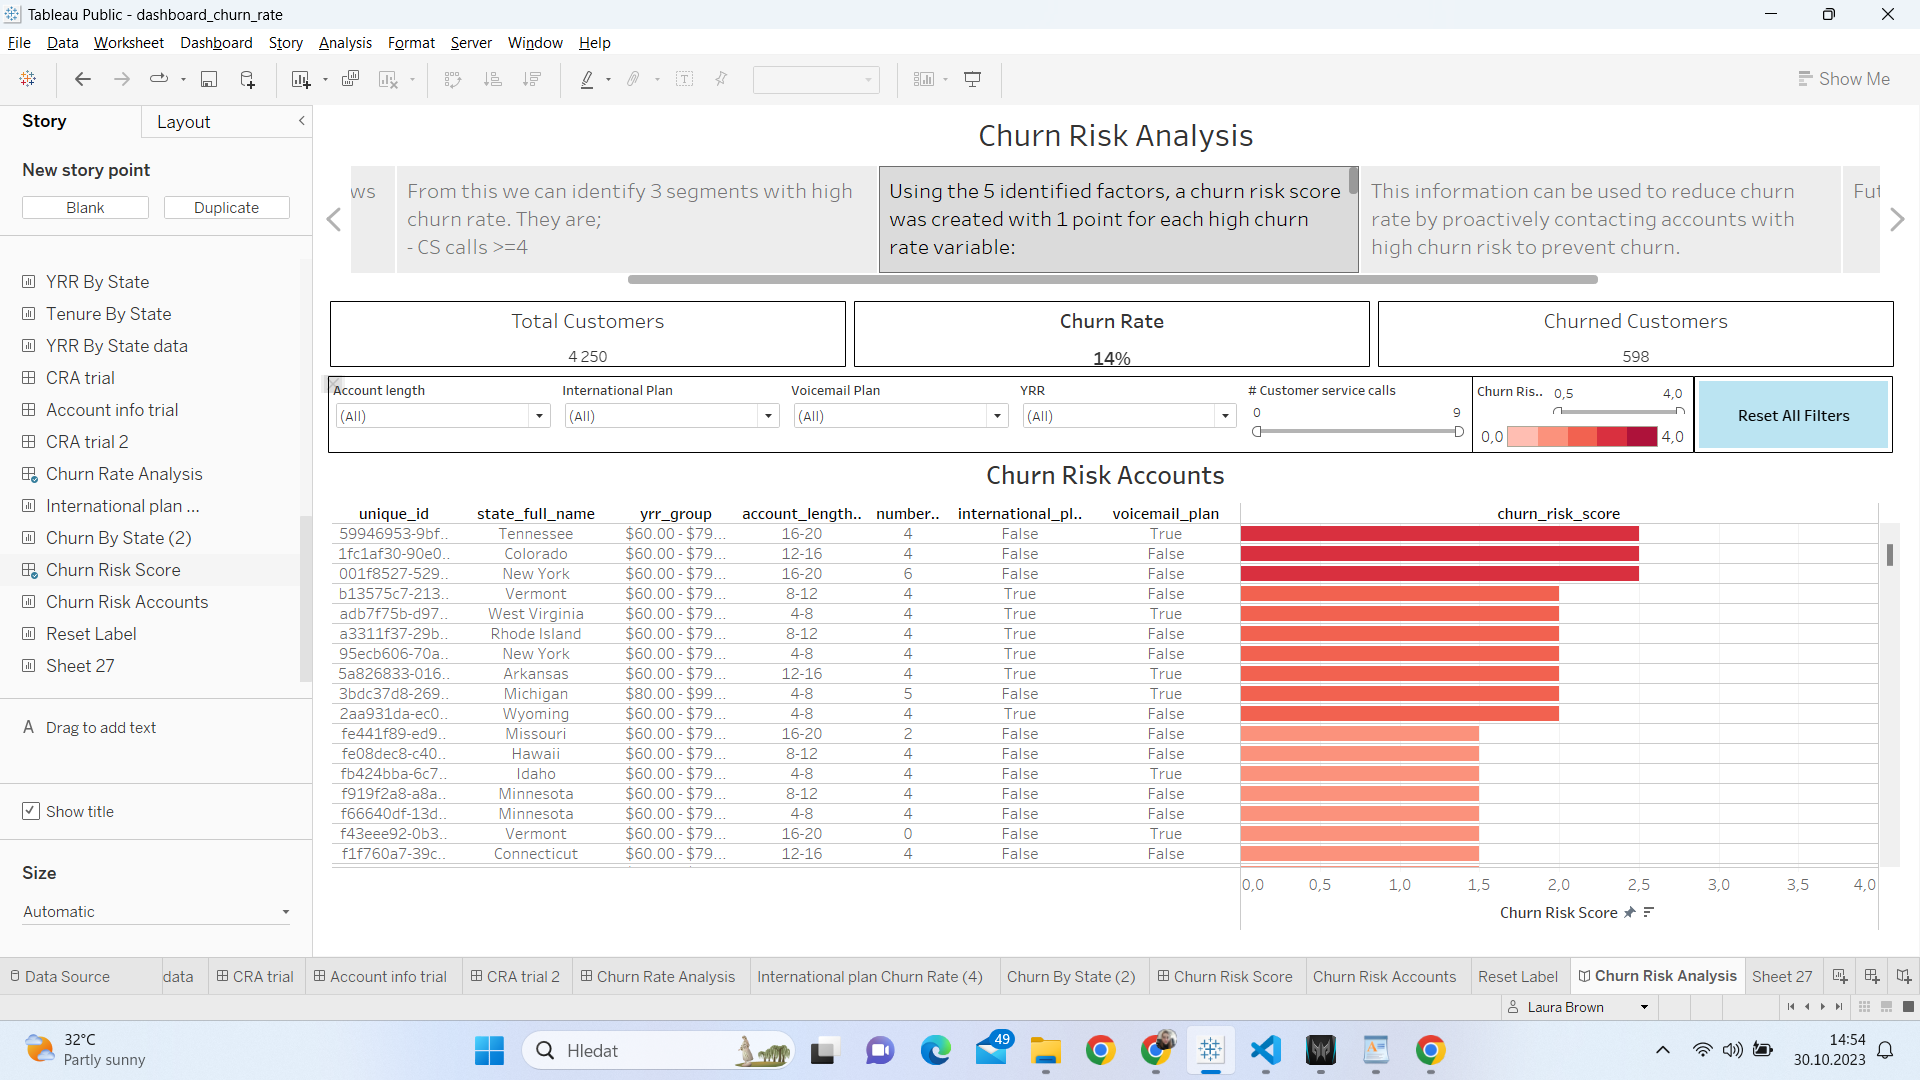 Tableau Public - dashboard_churn_rate
File Data Worksheet Dashboard Story Analysis Format Server Window Help
Show Me
Story Layout
New story point
Blank Duplicate
YRR By State
Tenure By State
YRR By State data
CRA trial
Account info trial
CRA trial 2
Churn Rate Analysis
International plan ...
Churn By State (2)
Churn Risk Score
Churn Risk Accounts
Reset Label
Sheet 27
A Drag to add text
Show title
Size
Automatic
Churn Risk Analysis
ws
From this we can identify 3 segments with high
churn rate. They are;
- CS calls >=4
Using the 5 identified factors, a churn risk score
was created with 1 point for each high churn
rate variable:
This information can be used to reduce churn
rate by proactively contacting accounts with
high churn risk to prevent churn.
Fut
Total Customers
4 250
Churn Rate
14%
Churned Customers
598
Account length International Plan Voicemail Plan YRR # Customer service calls
(All) (All) (All) (All) 0 9
Churn Ris.. 0,5 4,0
0,0 4,0
Reset All Filters
Churn Risk Accounts
unique_id state_full_name yrr_group account_length.. number.. international_pl.. voicemail_plan churn_risk_score
59946953-9bf.. Tennessee $60.00 - $79... 16-20 4 False True
1fc1af30-90e0.. Colorado $60.00 - $79... 12-16 4 False False
001f8527-529.. New York $60.00 - $79... 16-20 6 False False
b13575c7-213.. Vermont $60.00 - $79... 8-12 4 True False
adb7f75b-d97.. West Virginia $60.00 - $79... 4-8 4 True True
a3311f37-29b.. Rhode Island $60.00 - $79... 8-12 4 True False
95ecb606-70a.. New York $60.00 - $79... 4-8 4 True False
5a826833-016.. Arkansas $60.00 - $79... 12-16 4 True True
3bdc37d8-269.. Michigan $80.00 - $99... 4-8 5 False True
2aa931da-ec0.. Wyoming $60.00 - $79... 4-8 4 True False
fe441f89-ed9.. Missouri $60.00 - $79... 16-20 2 False False
fe08dec8-c40.. Hawaii $60.00 - $79... 8-12 4 False False
fb424bba-6c7.. Idaho $60.00 - $79... 4-8 4 False True
f919f2a8-a8a.. Minnesota $60.00 - $79... 8-12 4 False False
f66640df-13d.. Minnesota $60.00 - $79... 4-8 4 False False
f43eee92-0b3.. Vermont $60.00 - $79... 16-20 0 False True
f1f760a7-39c.. Connecticut $60.00 - $79... 12-16 4 False False
0,0 0,5 1,0 1,5 2,0 2,5 3,0 3,5 4,0
Churn Risk Score
Data Source data CRA trial Account info trial CRA trial 2 Churn Rate Analysis International plan Churn Rate (4) Churn By State (2) Churn Risk Score Churn Risk Accounts Reset Label Churn Risk Analysis Sheet 27
Laura Brown
32°C
Partly sunny
Hledat
49
14:54
30.10.2023